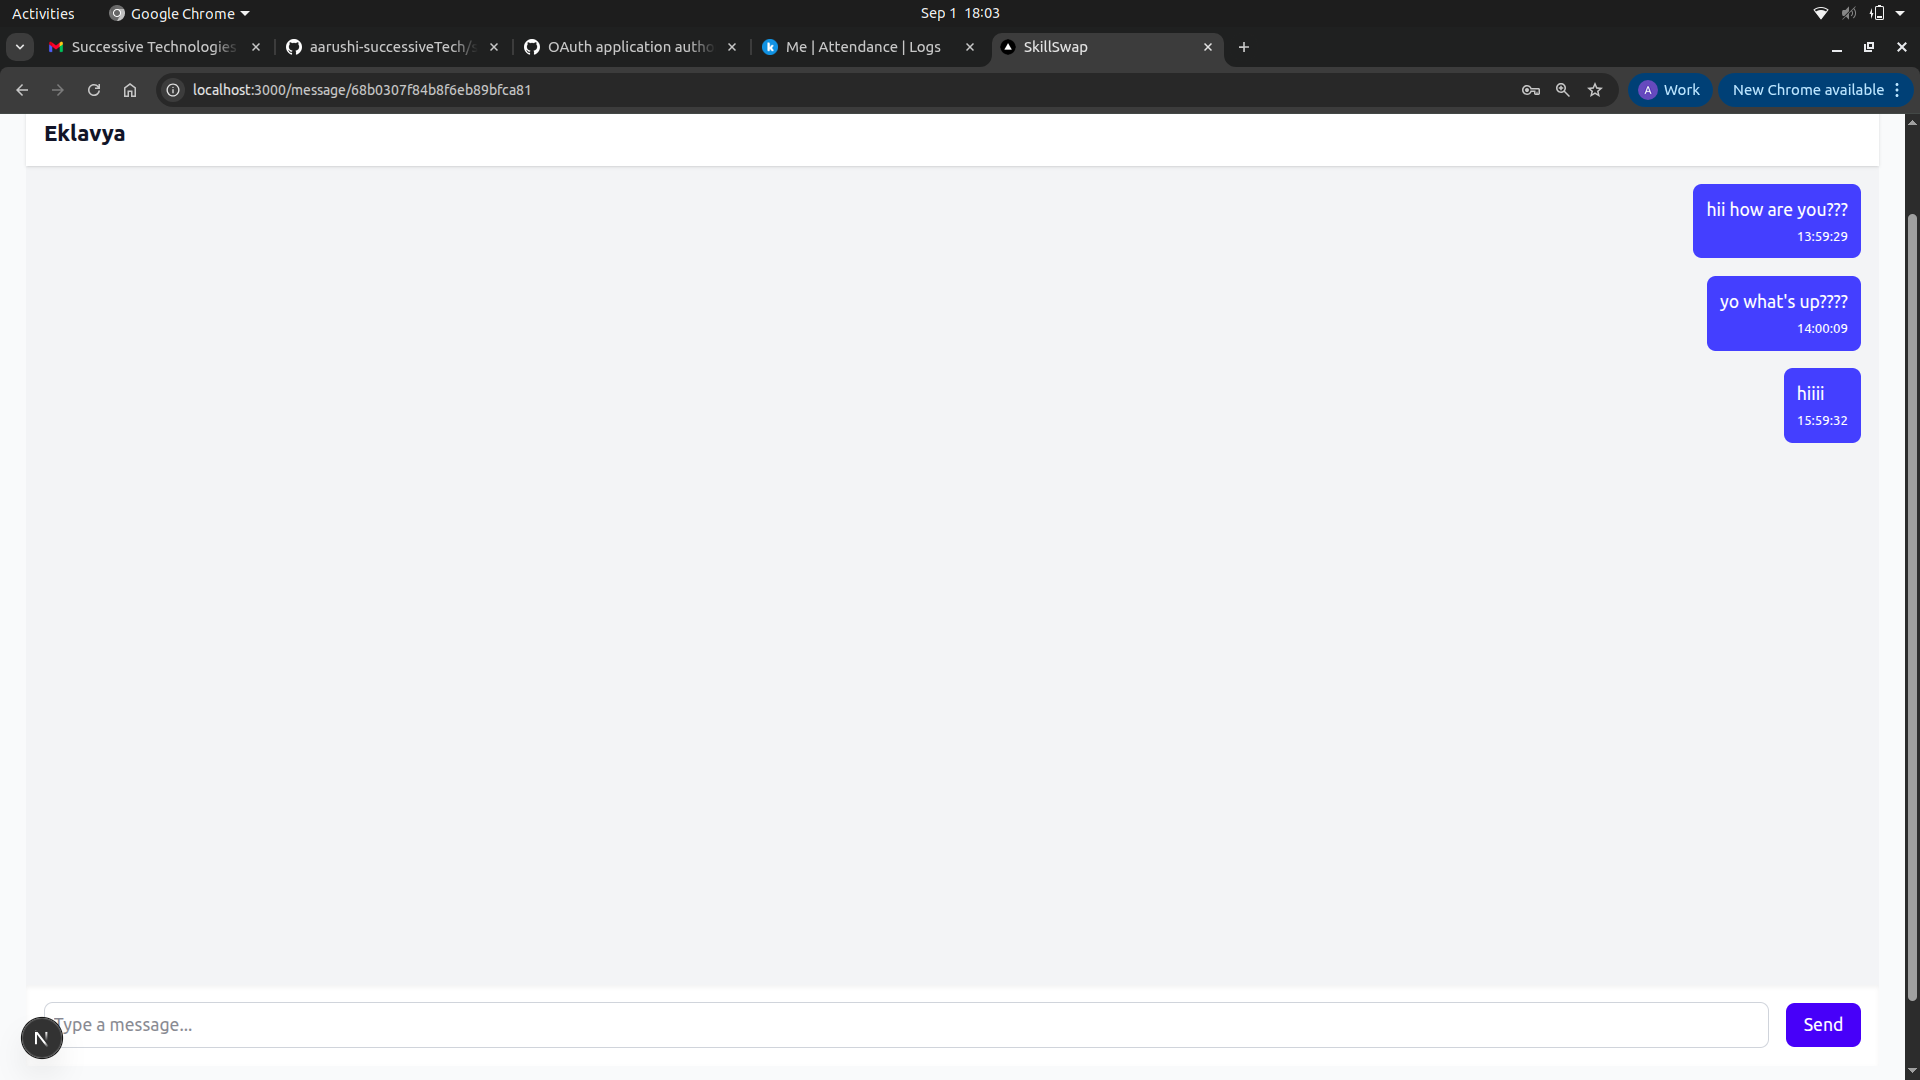 Activities
Google Chrome
Sep 1 18:03
Successive Technologies
aarushi-successiveTech/s
OAuth application autho
Me | Attendance | Logs
SkillSwap
localhost:3000/message/68b0307f84b8f6eb89bfca81
A Work
New Chrome available
Eklavya
hii how are you???
13:59:29
yo what's up????
14:00:09
hiiii
15:59:32
Type a message...
Send
N